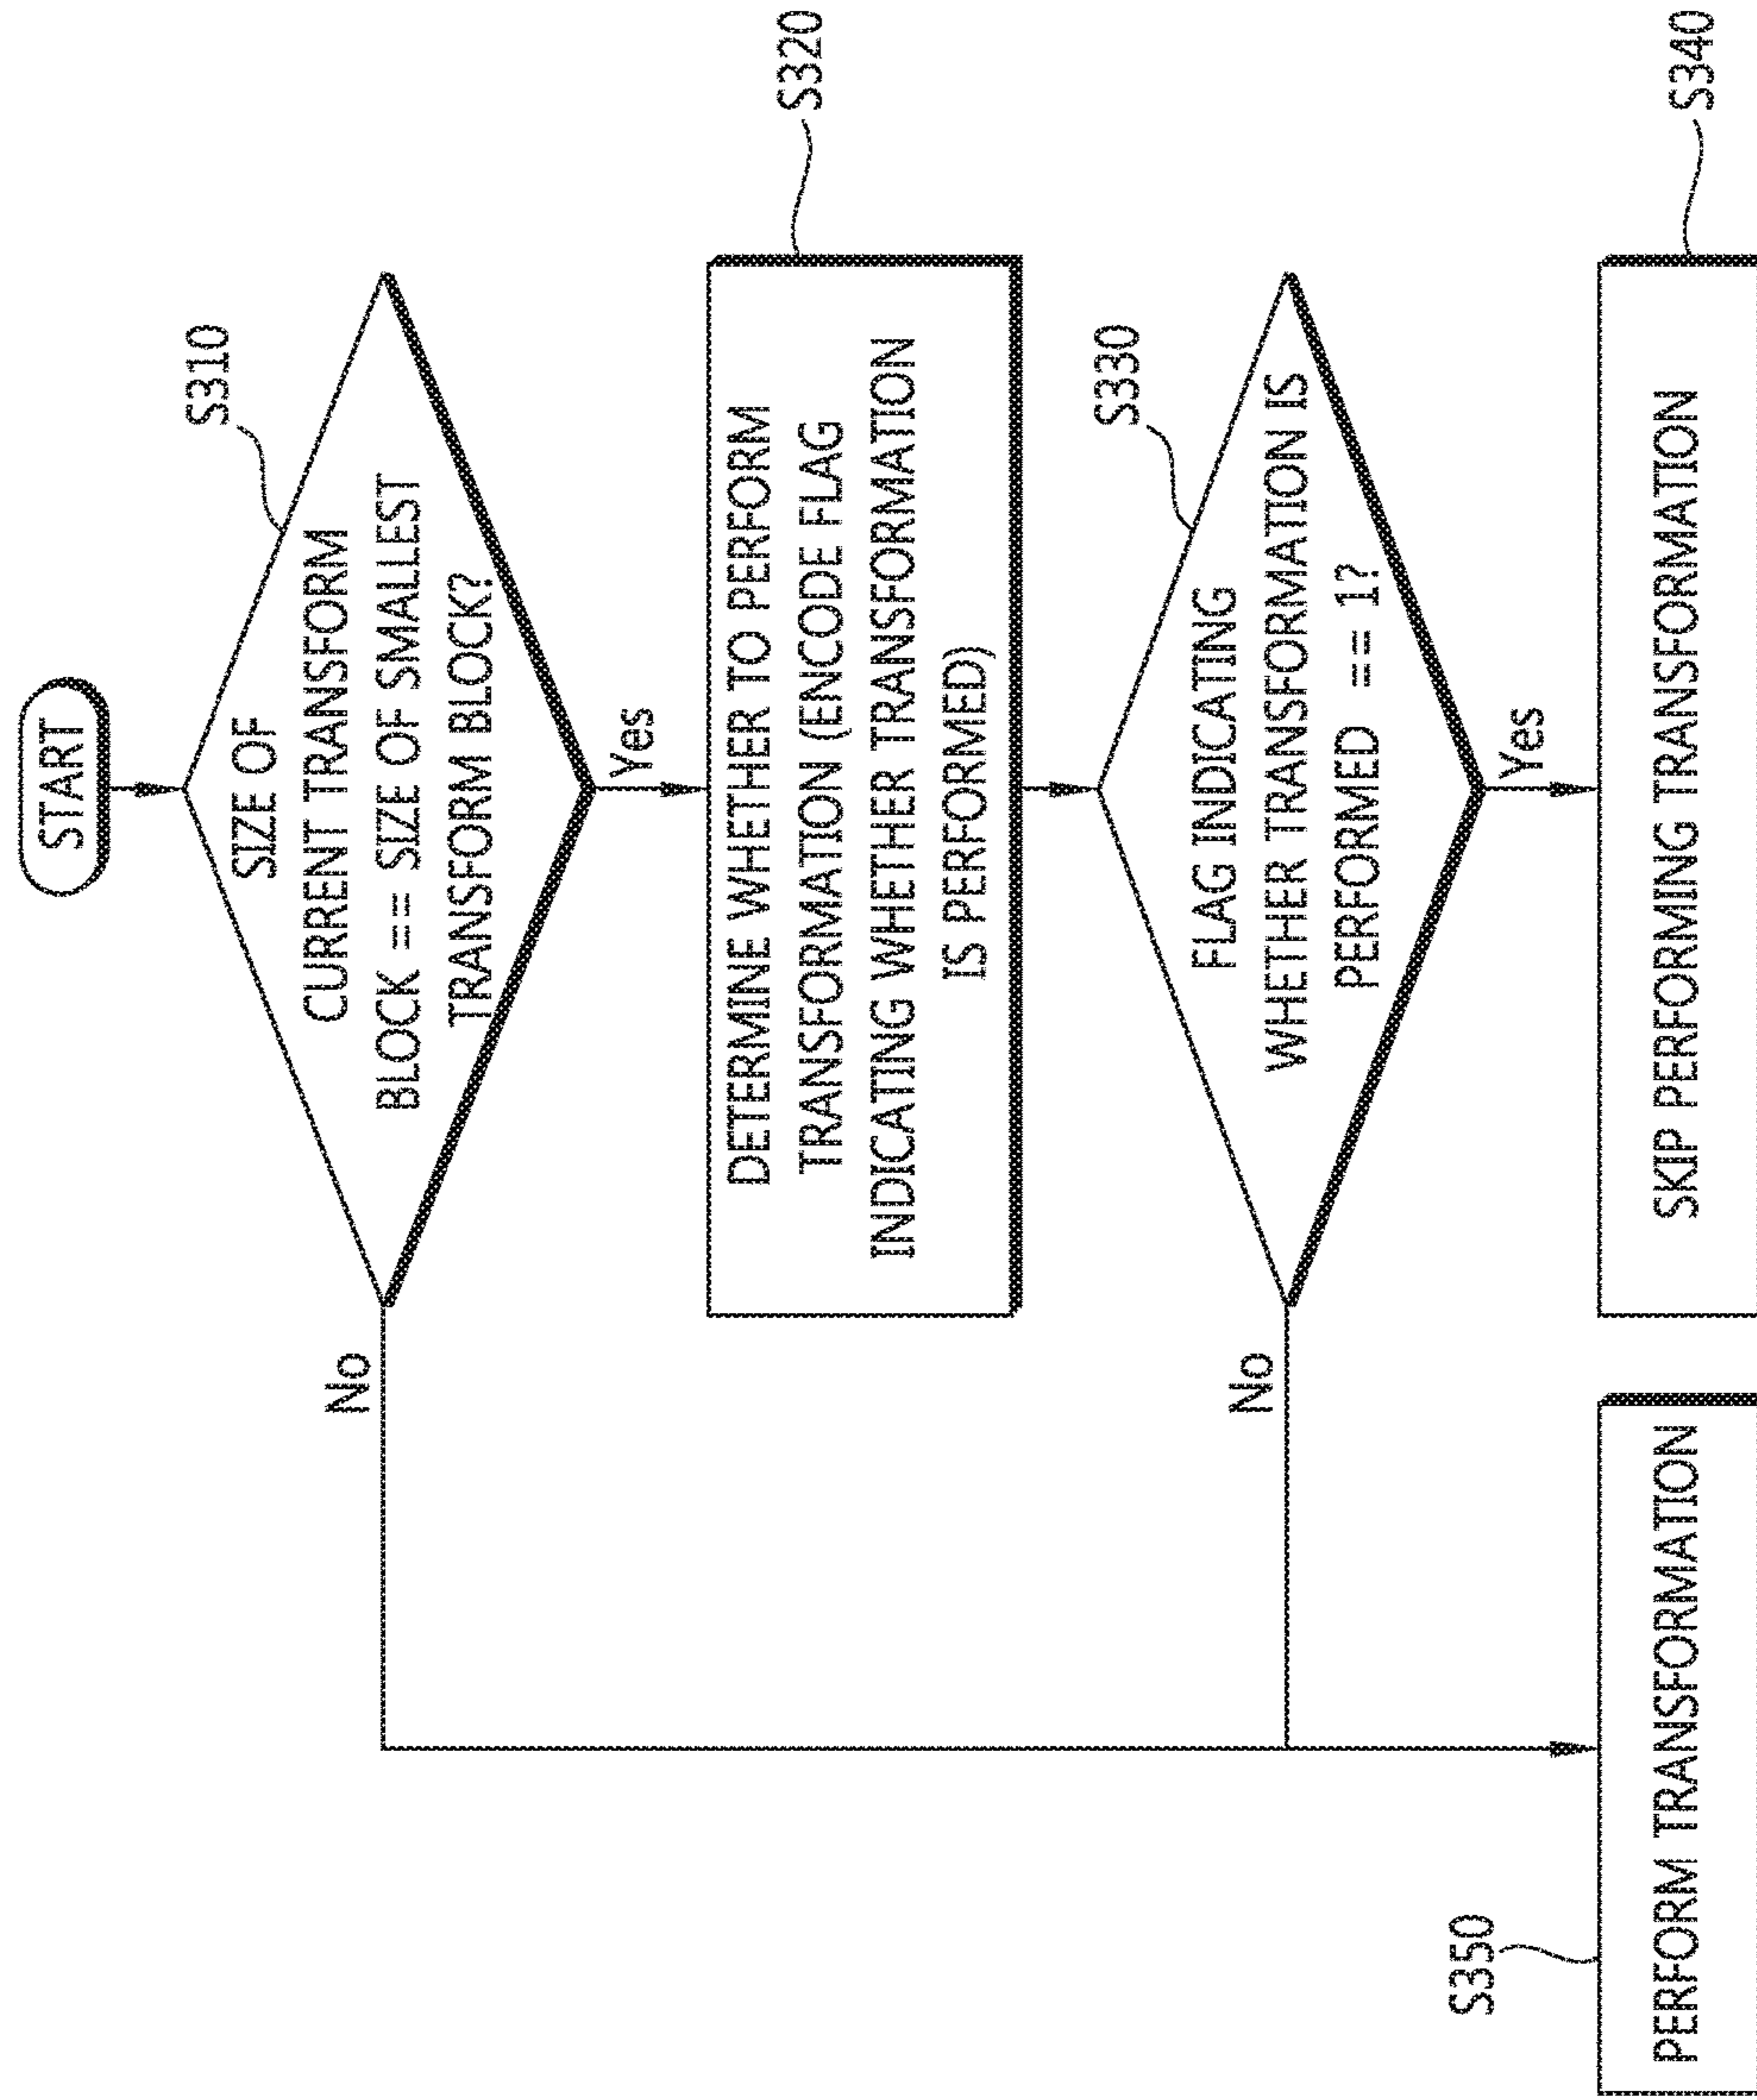 START
S310
SIZE OF
CURRENT TRANSFORM
BLOCK == SIZE OF SMALLEST
TRANSFORM BLOCK?
No
Yes
S320
DETERMINE WHETHER TO PERFORM
TRANSFORMATION (ENCODE FLAG
INDICATING WHETHER TRANSFORMATION
IS PERFORMED)
S330
FLAG INDICATING
WHETHER TRANSFORMATION IS
PERFORMED == 1?
No
Yes
S350
PERFORM TRANSFORMATION
S340
SKIP PERFORMING TRANSFORMATION